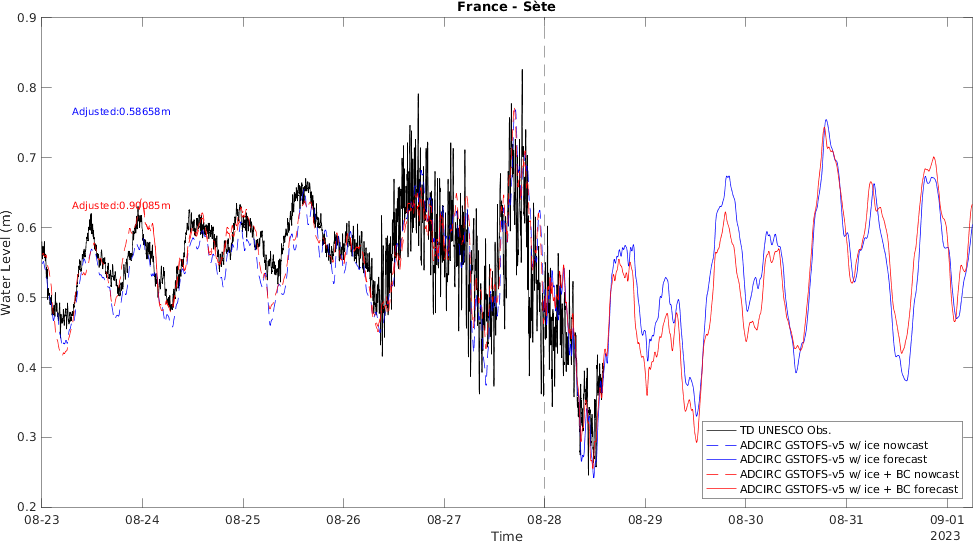 France - Sète
0.9
0.8
0.7
0.6
0.5
0.4
0.3
0.2
Water Level (m)
Adjusted:0.58658m
Adjusted:0.90085m
TD UNESCO Obs.
ADCIRC GSTOFS-v5 w/ ice nowcast
ADCIRC GSTOFS-v5 w/ ice forecast
ADCIRC GSTOFS-v5 w/ ice + BC nowcast
ADCIRC GSTOFS-v5 w/ ice + BC forecast
08-23 08-24 08-25 08-26 08-27 08-28 08-29 08-30 08-31 09-01
2023
Time